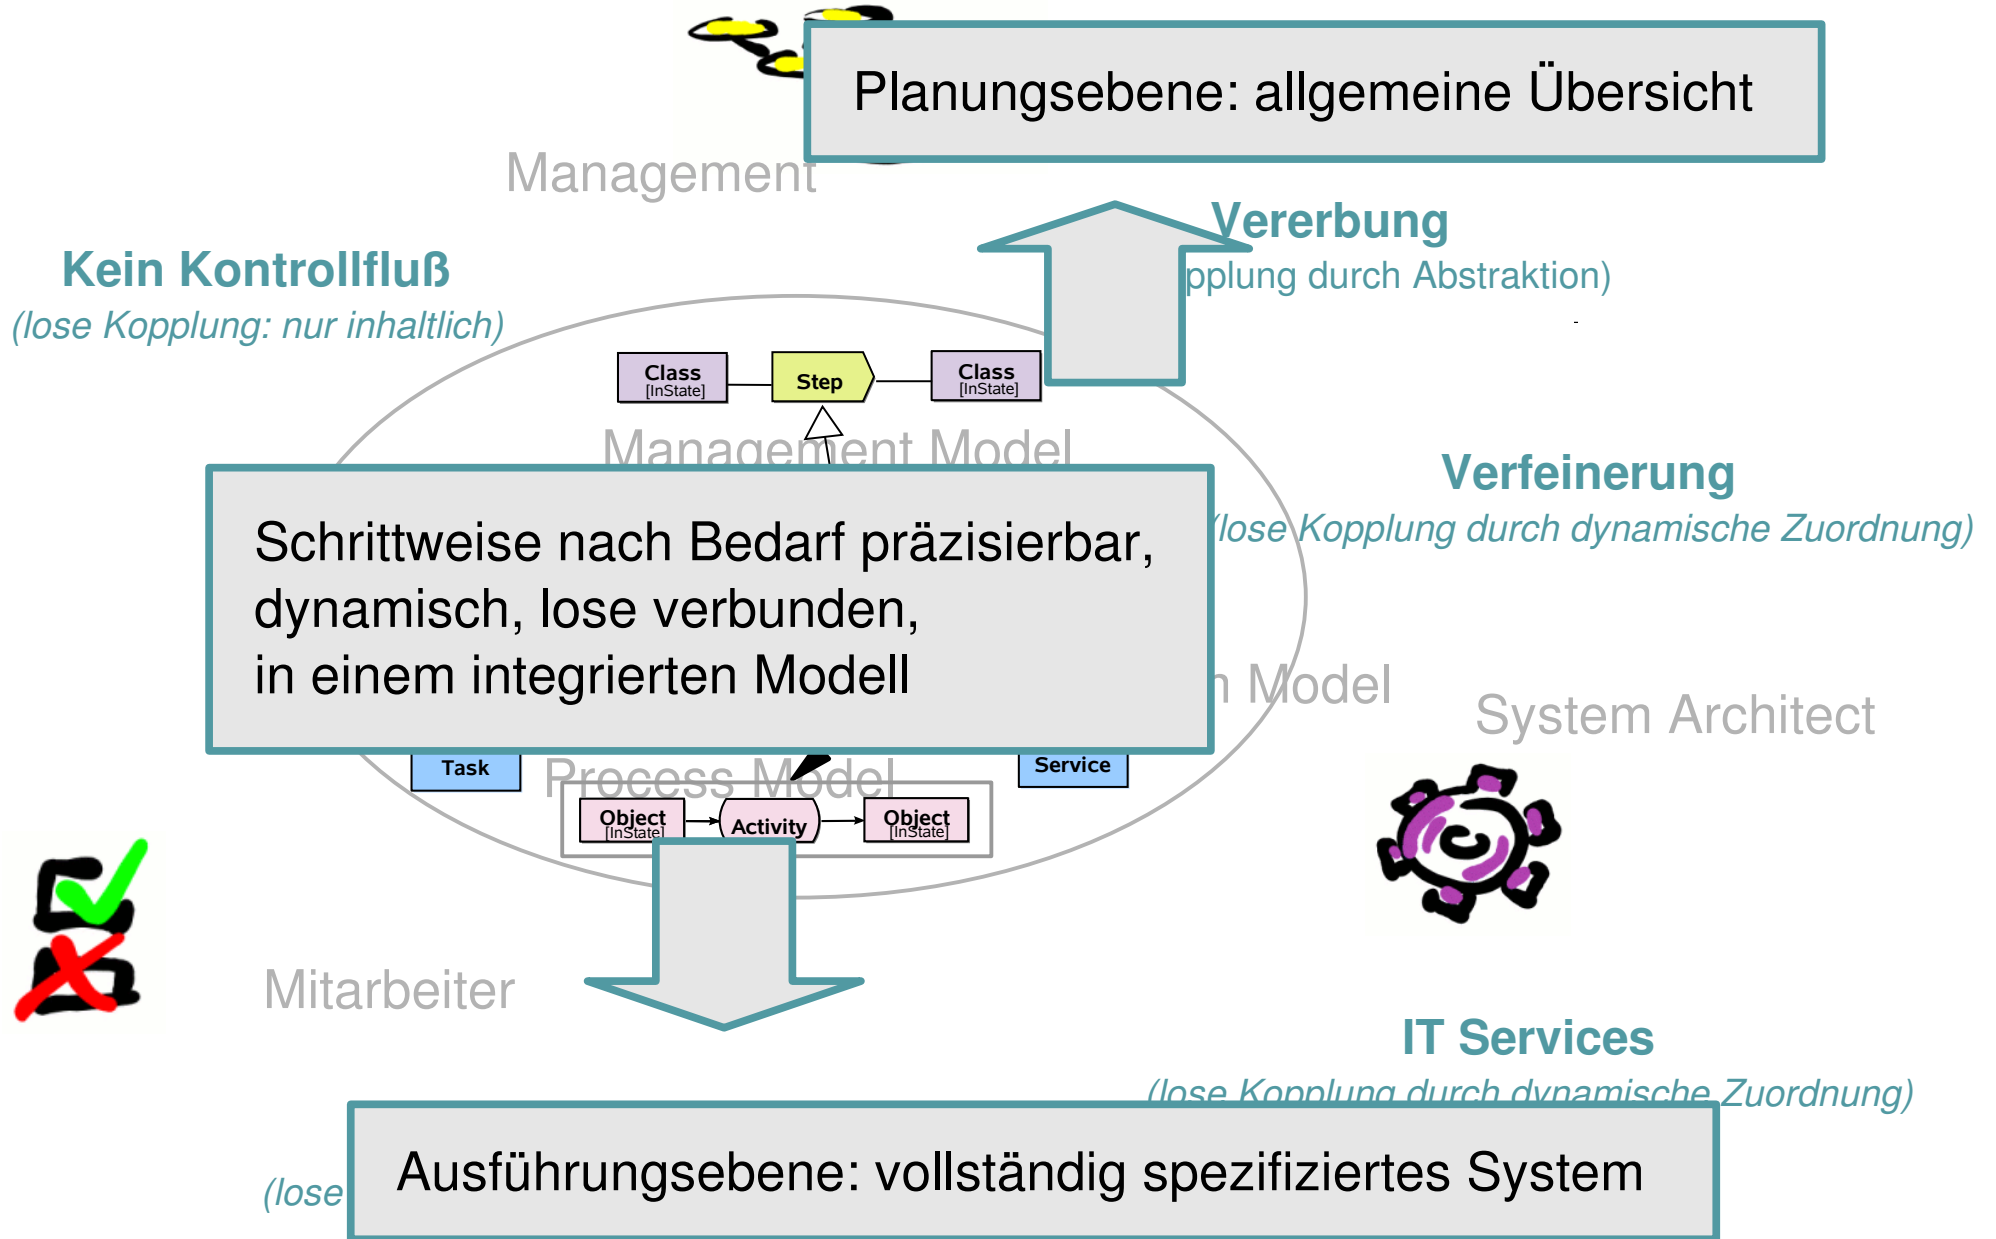 Planungsebene: allgemeine Übersicht
Management
Vererbung
pplung durch Abstraktion)
Kein Kontrollfluß
(lose Kopplung: nur inhaltlich)
Class
[InState]
Step
Class
[InState]
Management Model
Verfeinerung
(lose Kopplung durch dynamische Zuordnung)
Schrittweise nach Bedarf präzisierbar,
dynamisch, lose verbunden,
in einem integrierten Modell
Model
System Architect
Task
Process Model
Service
Object
[InState]
Activity
Object
[InState]
Mitarbeiter
IT Services
(lose Kopplung durch dynamische Zuordnung)
Ausführungsebene: vollständig spezifiziertes System
(lose